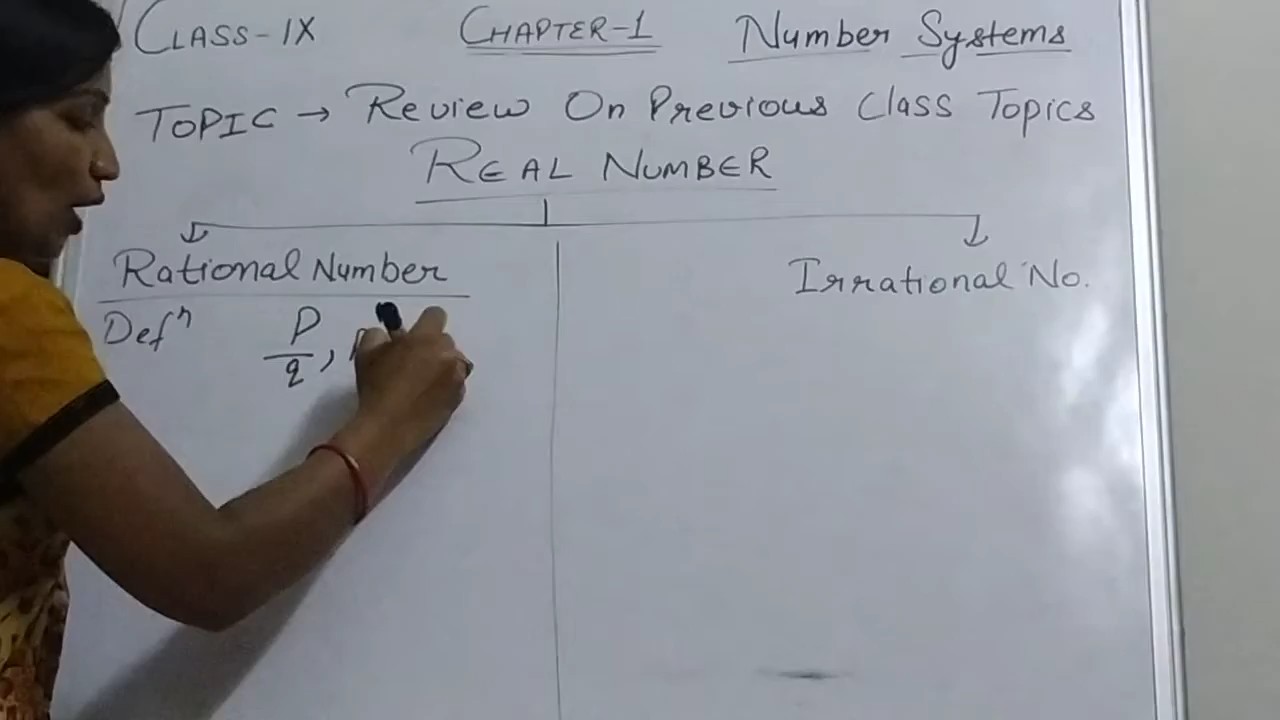 CLASS-IX CHAPTER-1 Number Systems
TOPIC → Review On Previous Class Topics
REAL NUMBER
Rational Number Irrational No.
Defⁿ P/q,